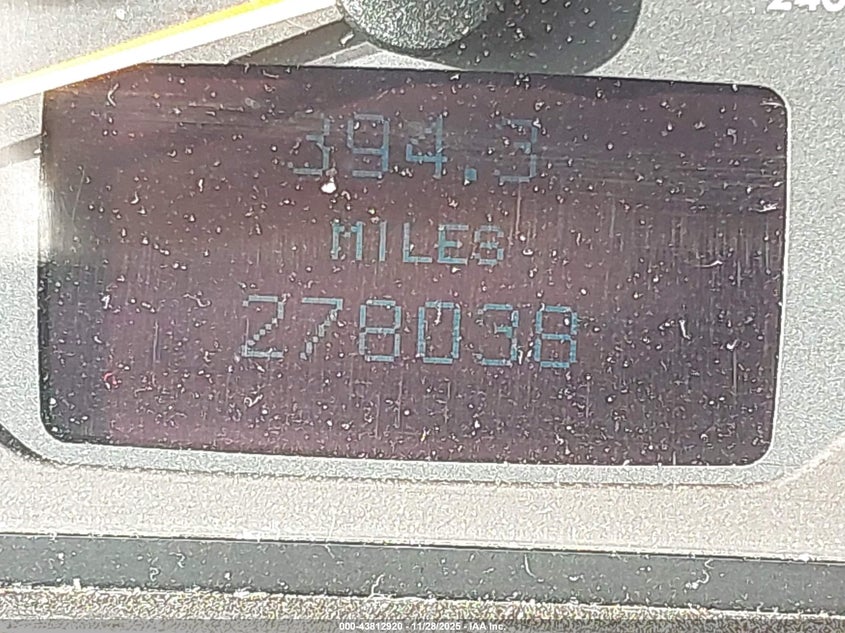 394.3
MILES
278038
000-43812920 - 11/28/2025 - IAA Inc.